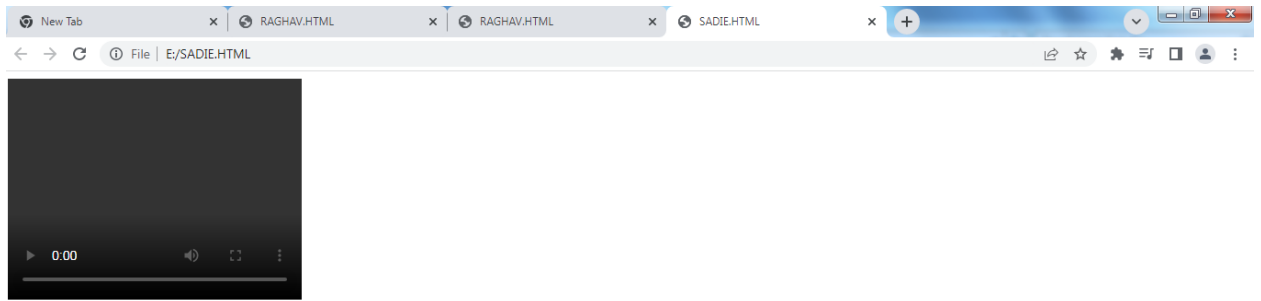 New Tab RAGHAV.HTML RAGHAV.HTML SADIE.HTML
File E:/SADIE.HTML
0:00